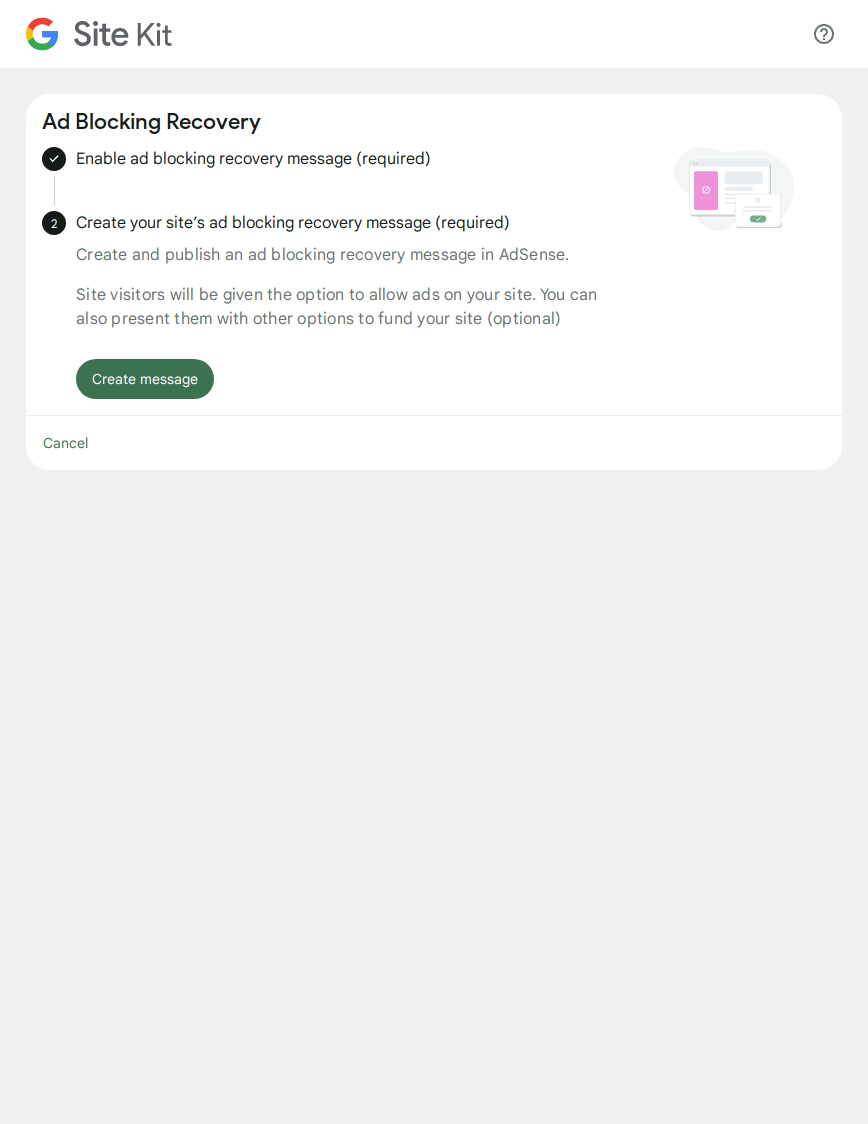 Site Kit
Ad Blocking Recovery
Enable ad blocking recovery message (required)
2
Create your site’s ad blocking recovery message (required)
Create and publish an ad blocking recovery message in AdSense.
Site visitors will be given the option to allow ads on your site. You can
also present them with other options to fund your site (optional)
Create message
Cancel